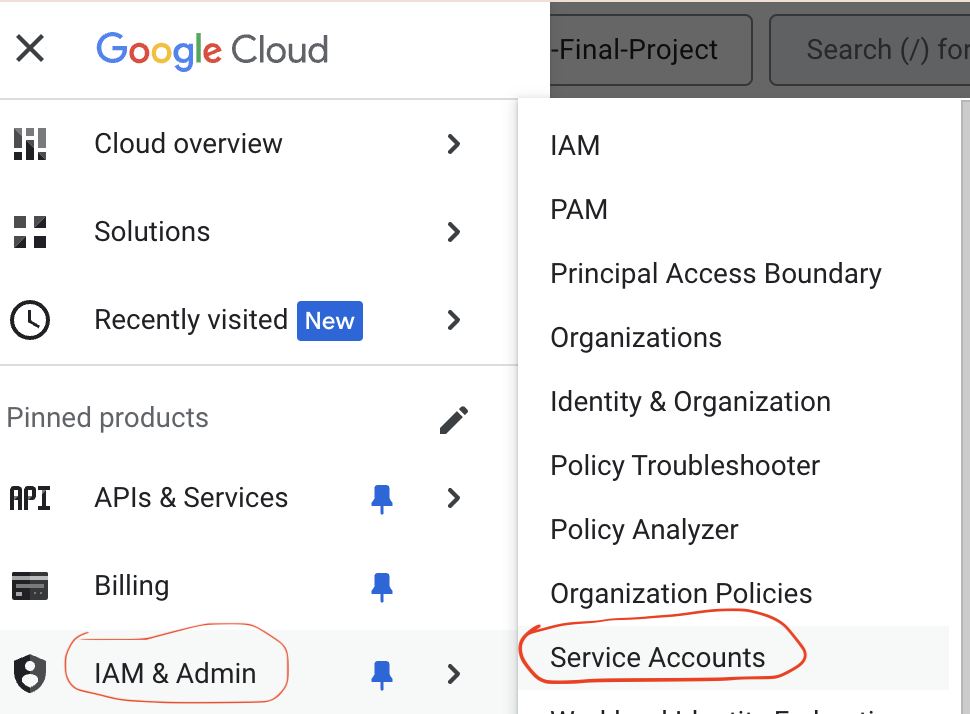 Google Cloud
-Final-Project
Search (/) for
Cloud overview
Solutions
Recently visited New
Pinned products
API APIs & Services
Billing
IAM & Admin
IAM
PAM
Principal Access Boundary
Organizations
Identity & Organization
Policy Troubleshooter
Policy Analyzer
Organization Policies
Service Accounts